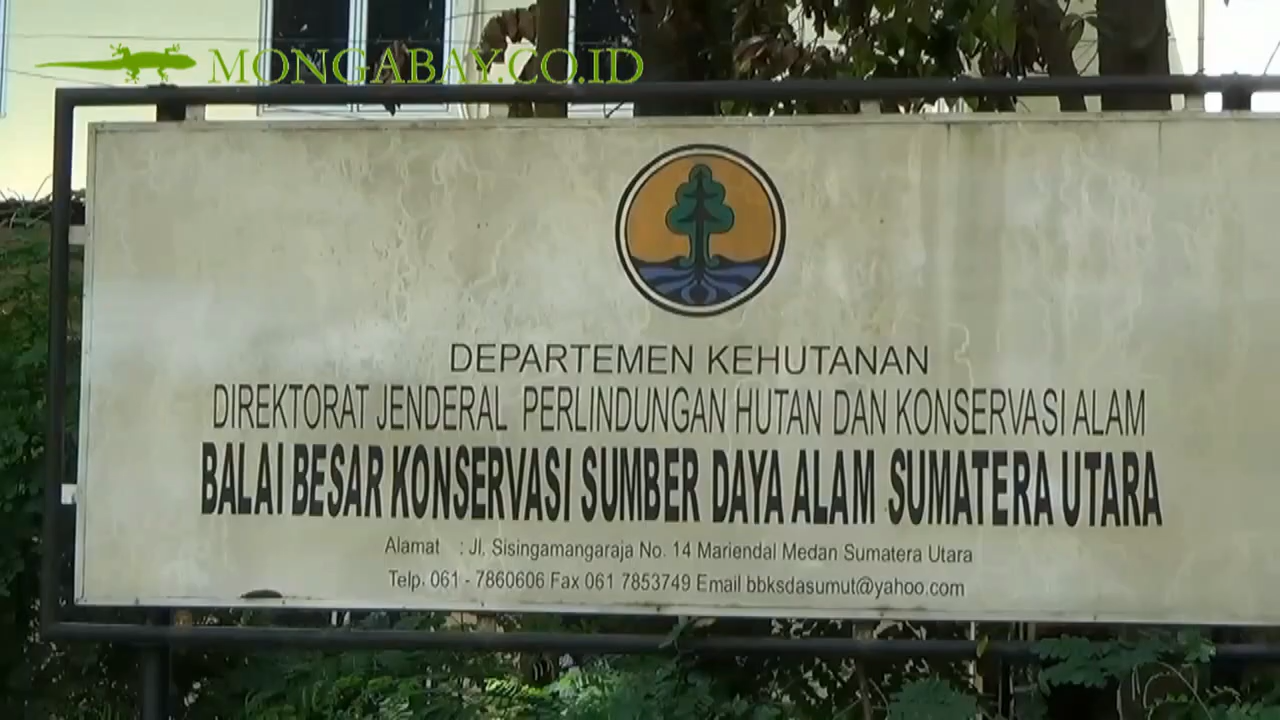 MONGABAY.CO.ID
DEPARTEMEN KEHUTANAN
DIREKTORAT JENDERAL PERLINDUNGAN HUTAN DAN KONSERVASI ALAM
BALAI BESAR KONSERVASI SUMBER DAYA ALAM SUMATERA UTARA
Alamat : Jl. Sisingamangaraja No. 14 Mariendal Medan Sumatera Utara
Telp. 061 - 7860606 Fax 061 7853749 Email bbksdasumut@yahoo.com